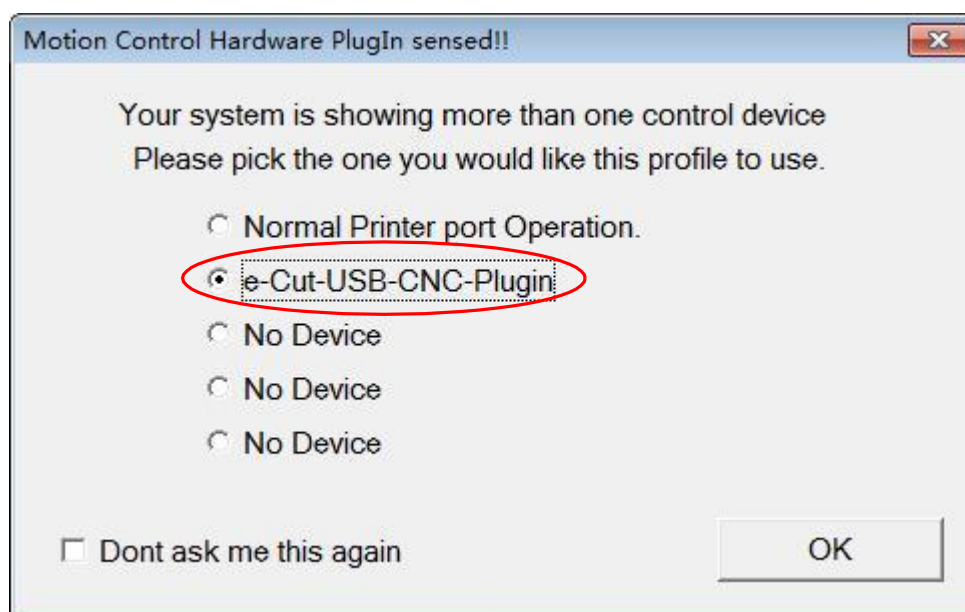 Motion Control Hardware PlugIn sensed!!
Your system is showing more than one control device
Please pick the one you would like this profile to use.
Normal Printer port Operation.
e-Cut-USB-CNC-Plugin
No Device
No Device
No Device
Dont ask me this again
OK